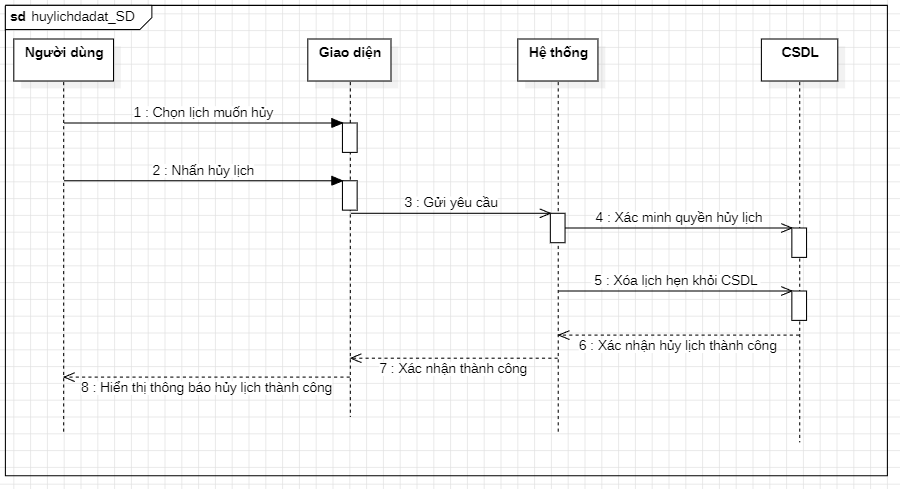 sd huylichdadat_SD
Người dùng
Giao diện
Hệ thống
CSDL
1 : Chọn lịch muốn hủy
2 : Nhấn hủy lịch
3 : Gửi yêu cầu
4 : Xác minh quyền hủy lịch
5 : Xóa lịch hẹn khỏi CSDL
6 : Xác nhận hủy lịch thành công
7 : Xác nhận thành công
8 : Hiển thị thông báo hủy lịch thành công